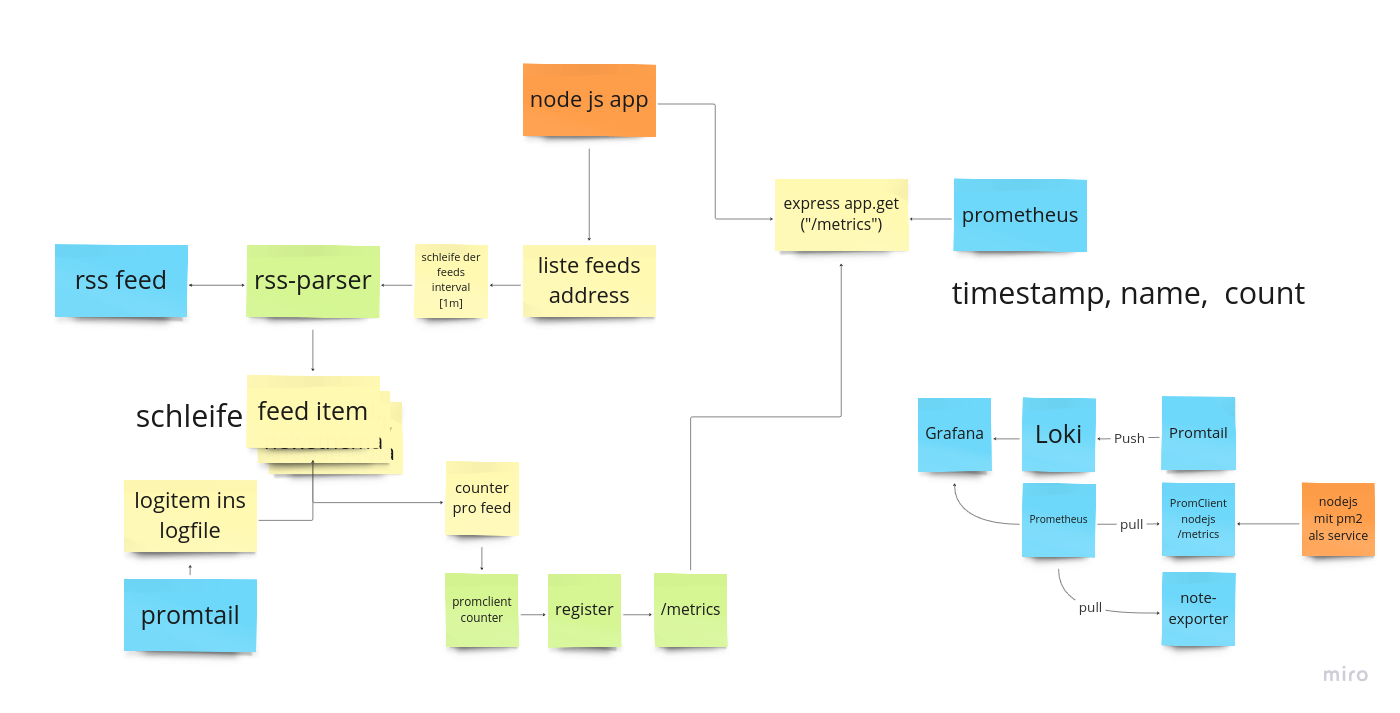 node js app
express app.get
("/metrics")
prometheus
rss feed
rss-parser
schleife der
feeds
interval
[1m]
liste feeds
address
timestamp, name, count
schleife
feed item
logitem ins
logfile
counter
pro feed
promtail
promclient
counter
register
/metrics
Grafana
Loki
Push
Promtail
Prometheus
pull
PromClient
nodejs
/metrics
nodejs
mit pm2
als service
pull
note-
exporter
miro